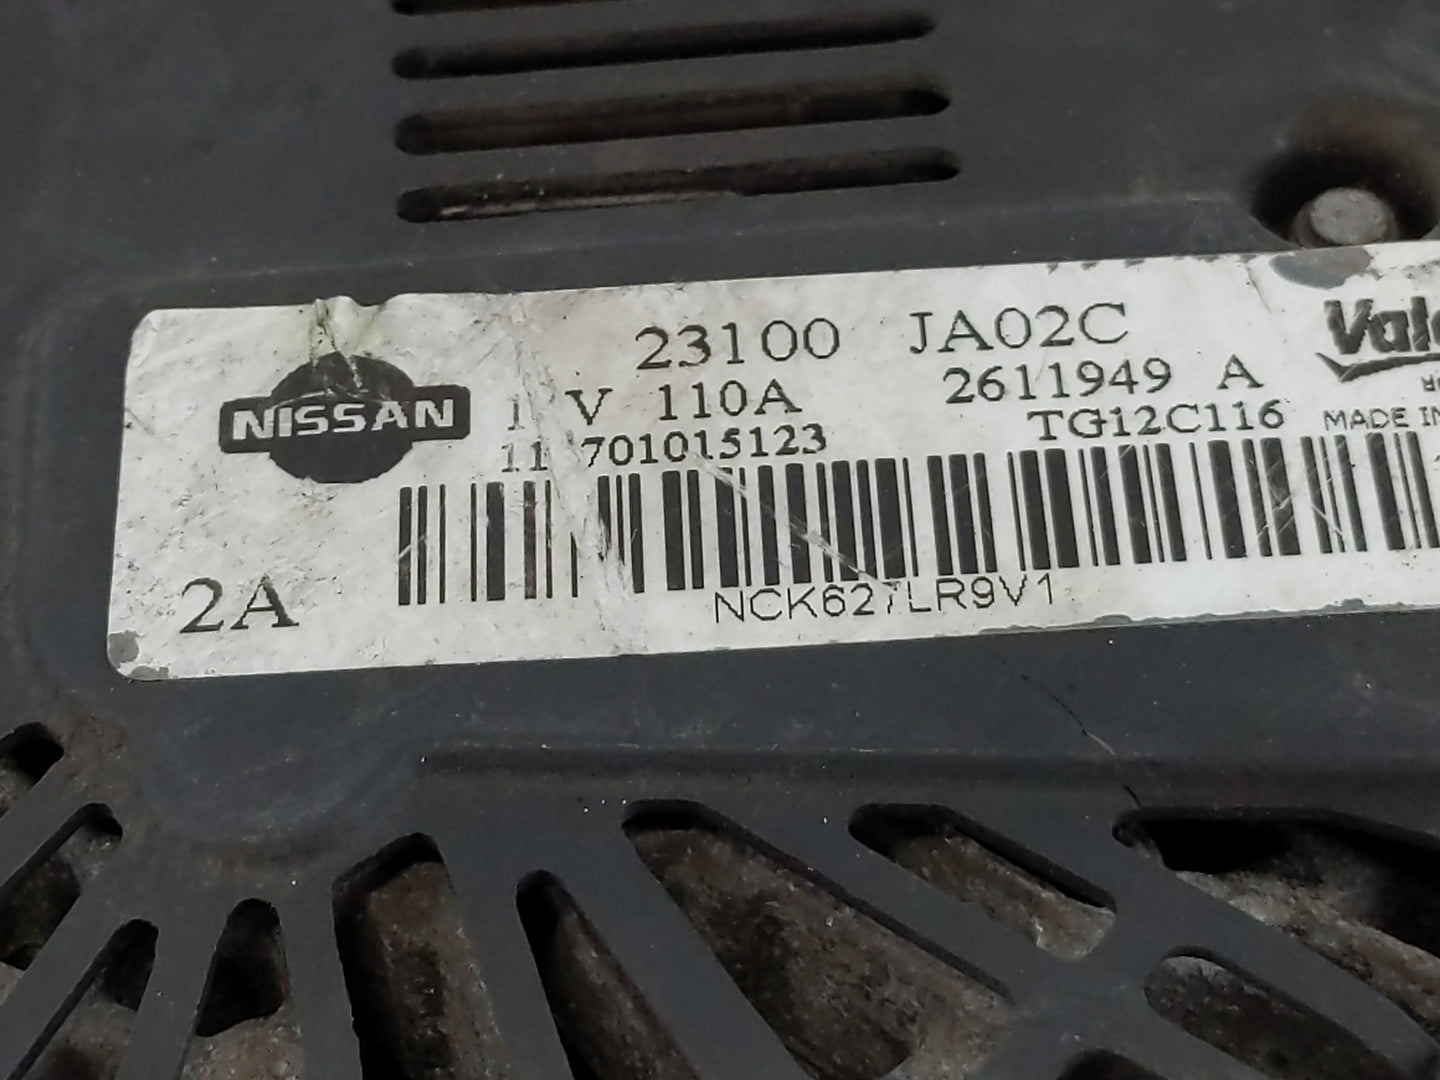 NISSAN
23100 JA02C
V 110A
2611949 A
701015123
TG12C116
MADE IN
NCK627LR9V1
2A